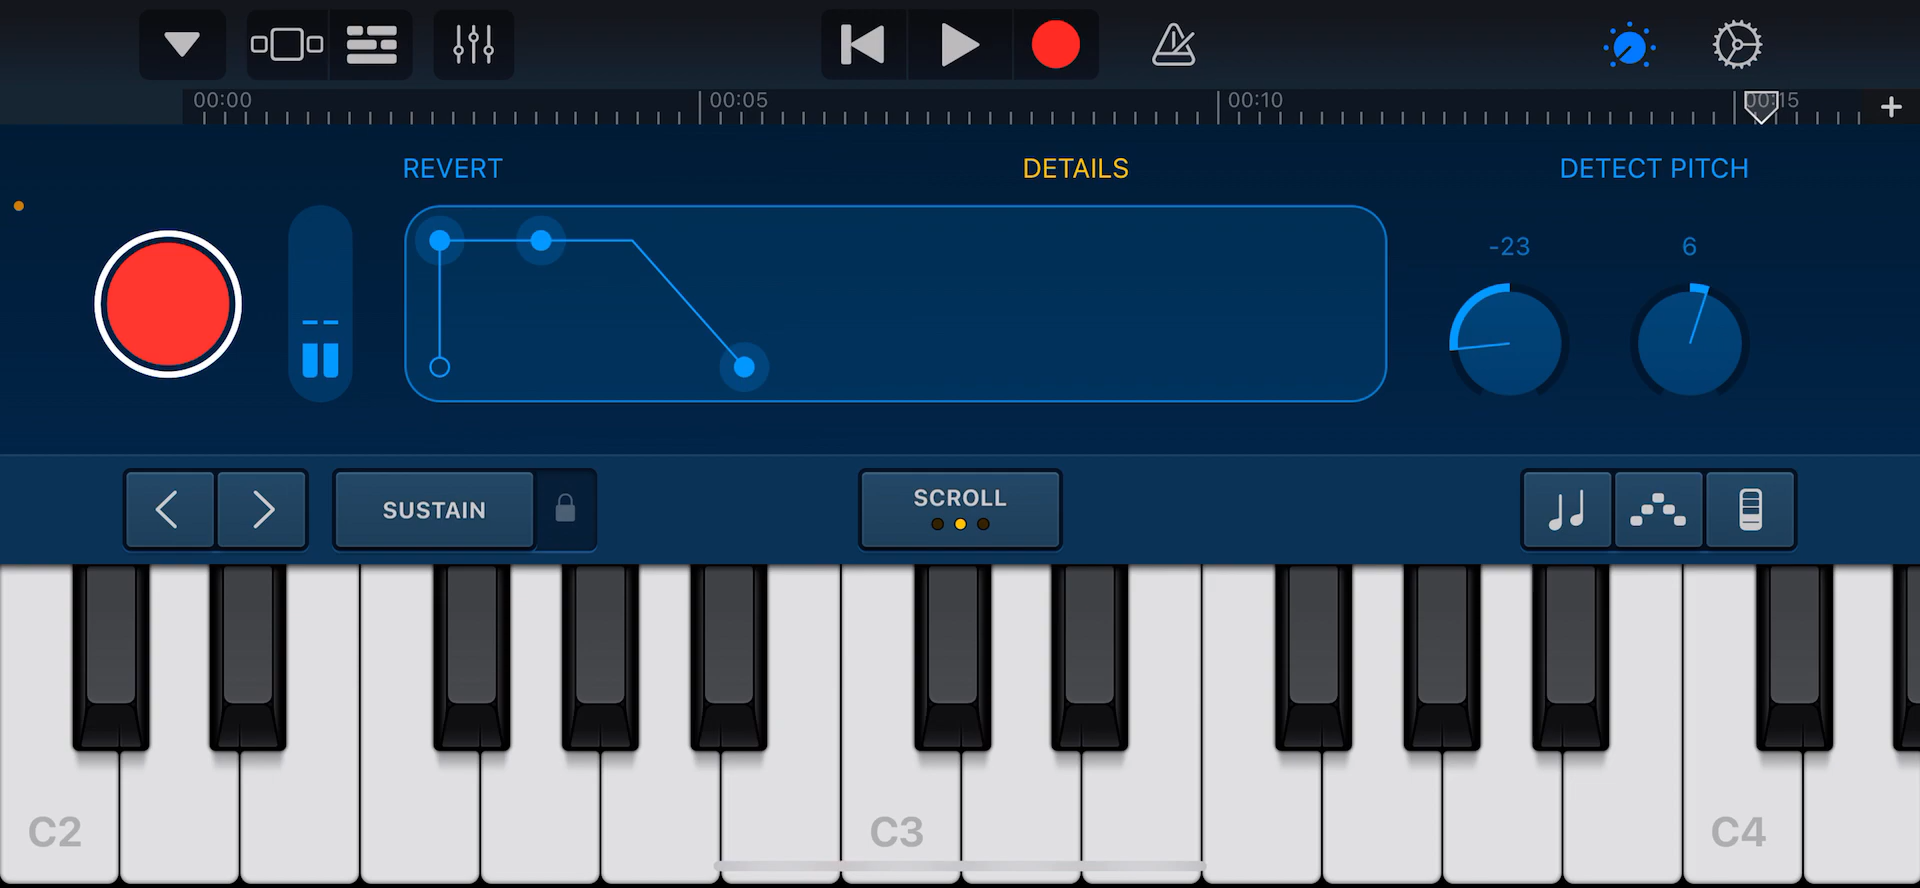 00:00 00:05 00:10 00:15
REVERT DETAILS DETECT PITCH
-23 6
SUSTAIN SCROLL
C2 C3 C4